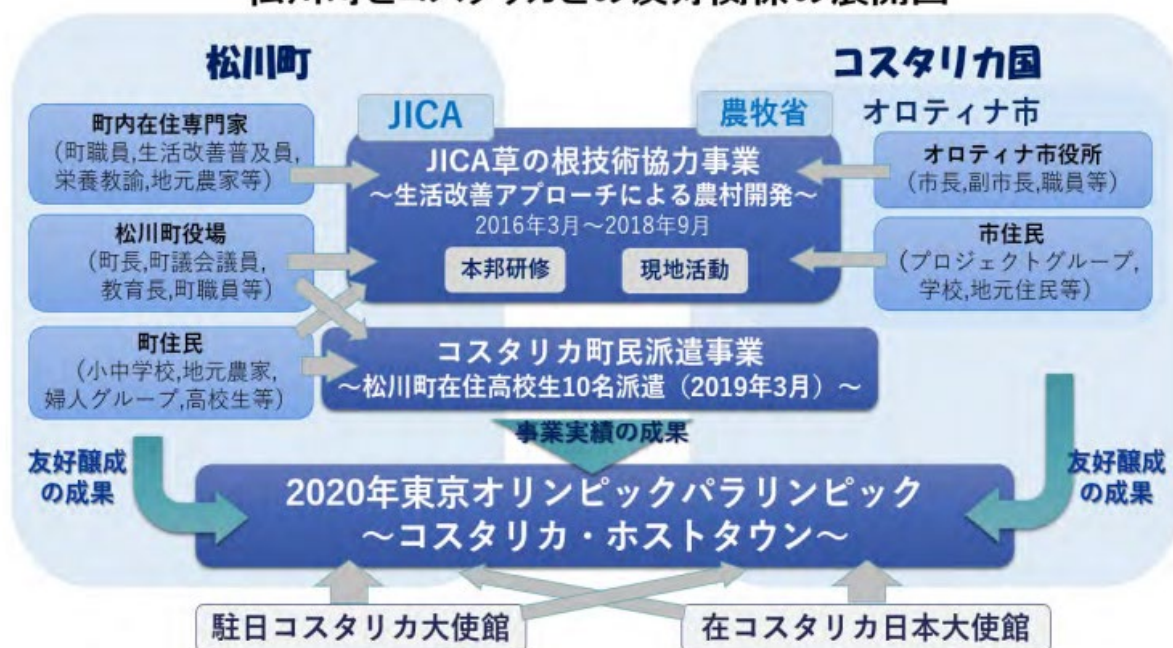 松川町とコスタリカとの友好関係の展開図
松川町
コスタリカ国
JICA
農牧省
オロティナ市
町内在住専門家
(町職員,生活改善普及員,
栄養教諭,地元農家等)
松川町役場
(町長,町議会議員,
教育長,町職員等)
町住民
(小中学校,地元農家,
婦人グループ,高校生等)
JICA草の根技術協力事業
～生活改善アプローチによる農村開発～
2016年3月～2018年9月
本邦研修
現地活動
オロティナ市役所
(市長,副市長,職員等)
市住民
(プロジェクトグループ,
学校,地元住民等)
コスタリカ町民派遣事業
～松川町在住高校生10名派遣（2019年3月）～
事業実績の成果
友好醸成
の成果
友好醸成
の成果
2020年東京オリンピックパラリンピック
～コスタリカ・ホストタウン～
駐日コスタリカ大使館
在コスタリカ日本大使館